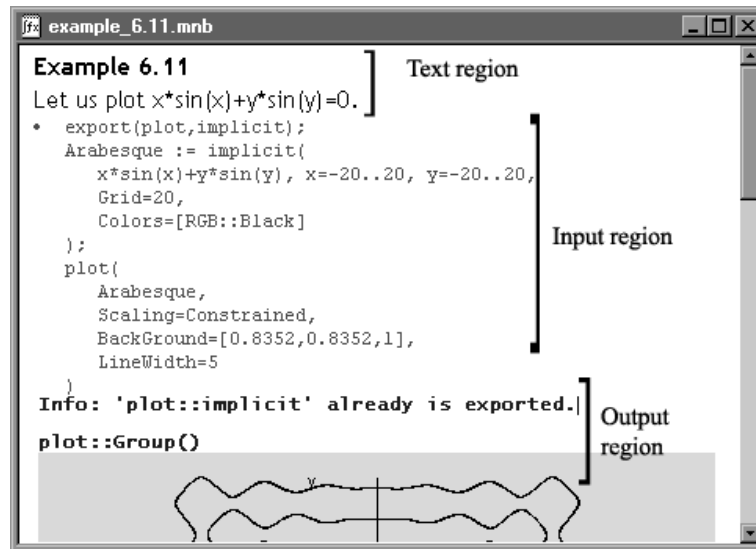 example_6.11.mnb
Example 6.11
Text region
Let us plot x*sin(x)+y*sin(y)=0.
• export(plot,implicit);
Arabesque := implicit(
x*sin(x)+y*sin(y), x=-20..20, y=-20..20,
Grid=20,
Colors=[RGB::Black]
);
Input region
plot(
Arabesque,
Scaling=Constrained,
BackGround=[0.8352,0.8352,1],
LineWidth=5
)
Info: 'plot::implicit' already is exported.
Output
region
plot::Group()
y